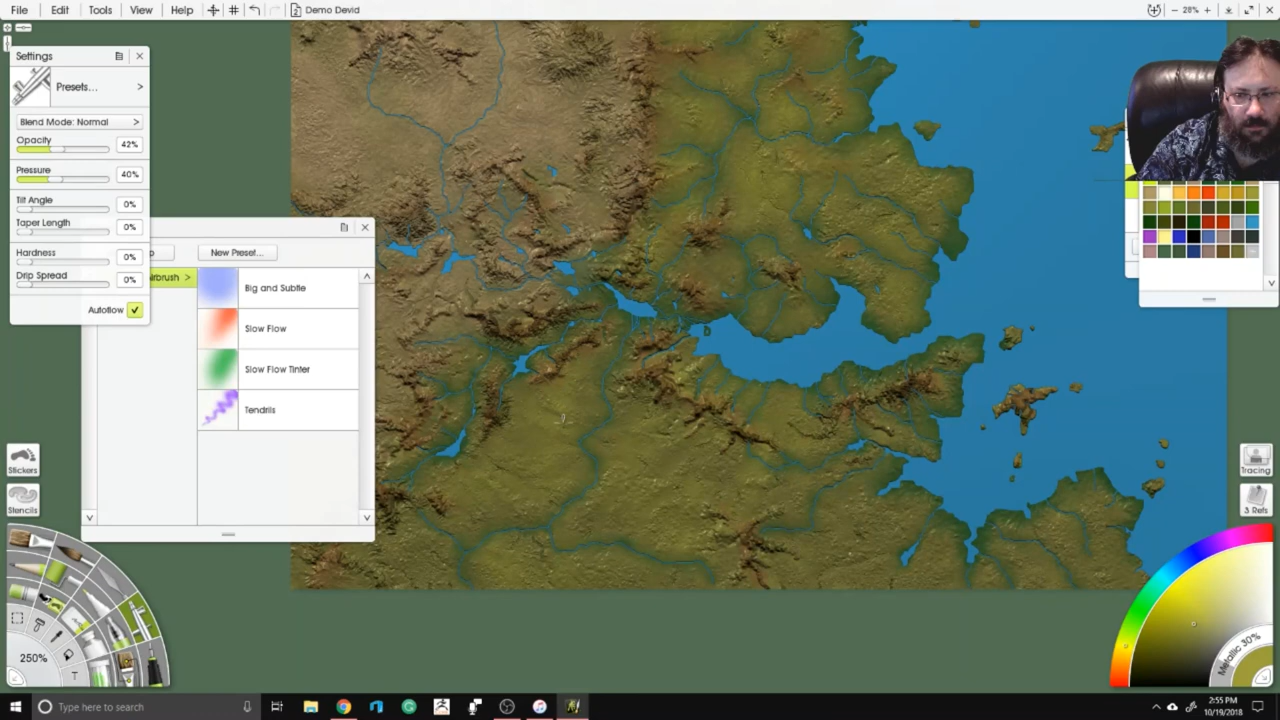 File Edit Tools View Help Demo Devid 28%
Settings
Presets... >
Blend Mode: Normal >
Opacity 42%
Pressure 40%
Tilt Angle 0%
Taper Length 0%
Hardness 0%
Drip Spread 0%
Autoflow
New Preset...
irbrush >
Big and Subtle
Slow Flow
Slow Flow Tinter
Tendrils
Stickers
Stencils
Tracing
3 Refs
250%
T
Metallic 30%
Type here to search
2:55 PM
10/19/2018